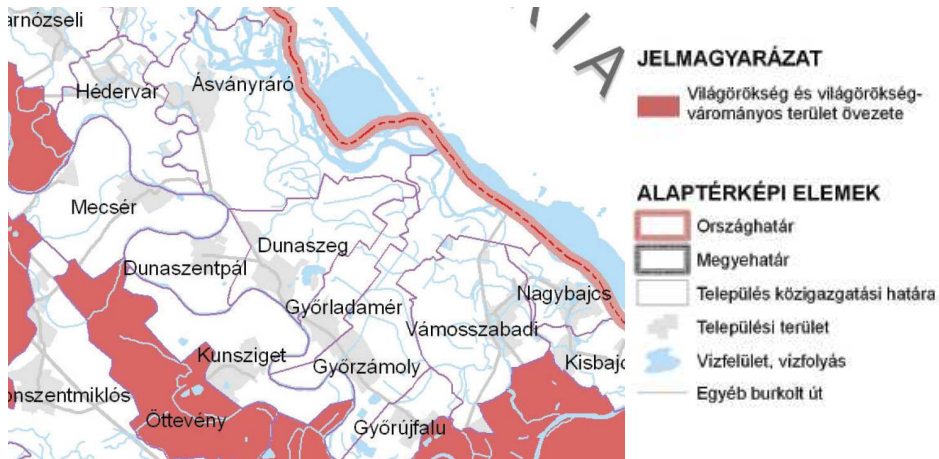 arnózseli
Hédervár
Ásványráró
Mecsér
Dunaszeg
Dunaszentpál
Győrladamér
Nagybajcs
Vámosszabadi
Kunsziget
Győrzámoly
Kisbajc
onszentmiklós
Öttevény
Győrújfalu
RIA
JELMAGYARÁZAT
Világörökség és világörökség-
várományos terület övezete
ALAPTÉRKÉPI ELEMEK
Országhatár
Megyehatár
Település közigazgatási határa
Települési terület
Vízfelület, vízfolyás
Egyéb burkolt út